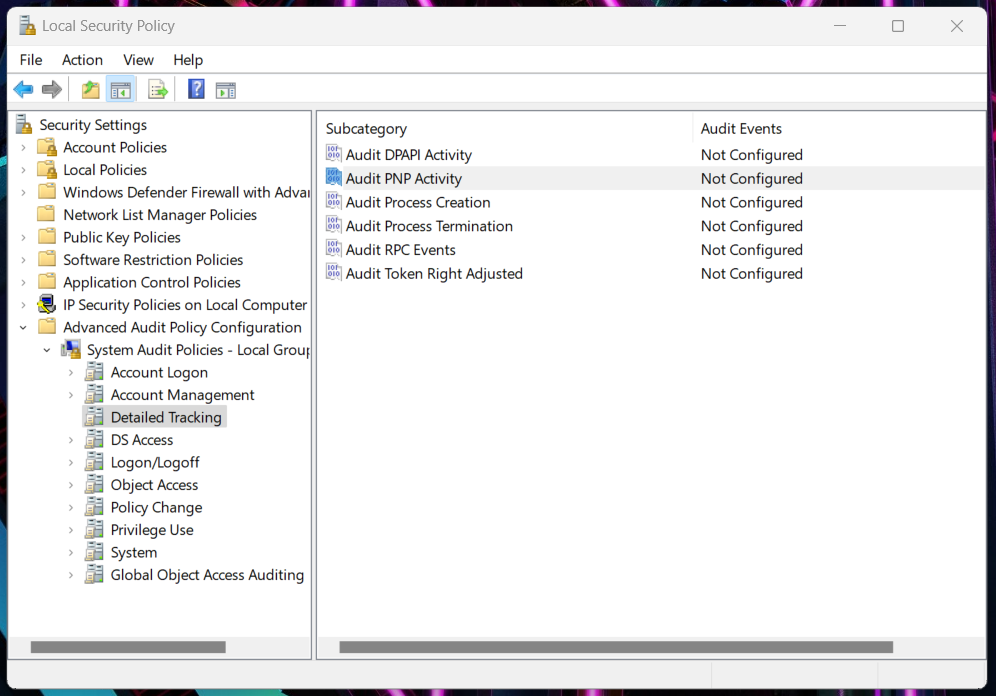 Local Security Policy
File Action View Help
Security Settings
Account Policies
Local Policies
Windows Defender Firewall with Advar
Network List Manager Policies
Public Key Policies
Software Restriction Policies
Application Control Policies
IP Security Policies on Local Computer
Advanced Audit Policy Configuration
System Audit Policies - Local Group
Account Logon
Account Management
Detailed Tracking
DS Access
Logon/Logoff
Object Access
Policy Change
Privilege Use
System
Global Object Access Auditing
Subcategory Audit Events
Audit DPAPI Activity Not Configured
Audit PNP Activity Not Configured
Audit Process Creation Not Configured
Audit Process Termination Not Configured
Audit RPC Events Not Configured
Audit Token Right Adjusted Not Configured